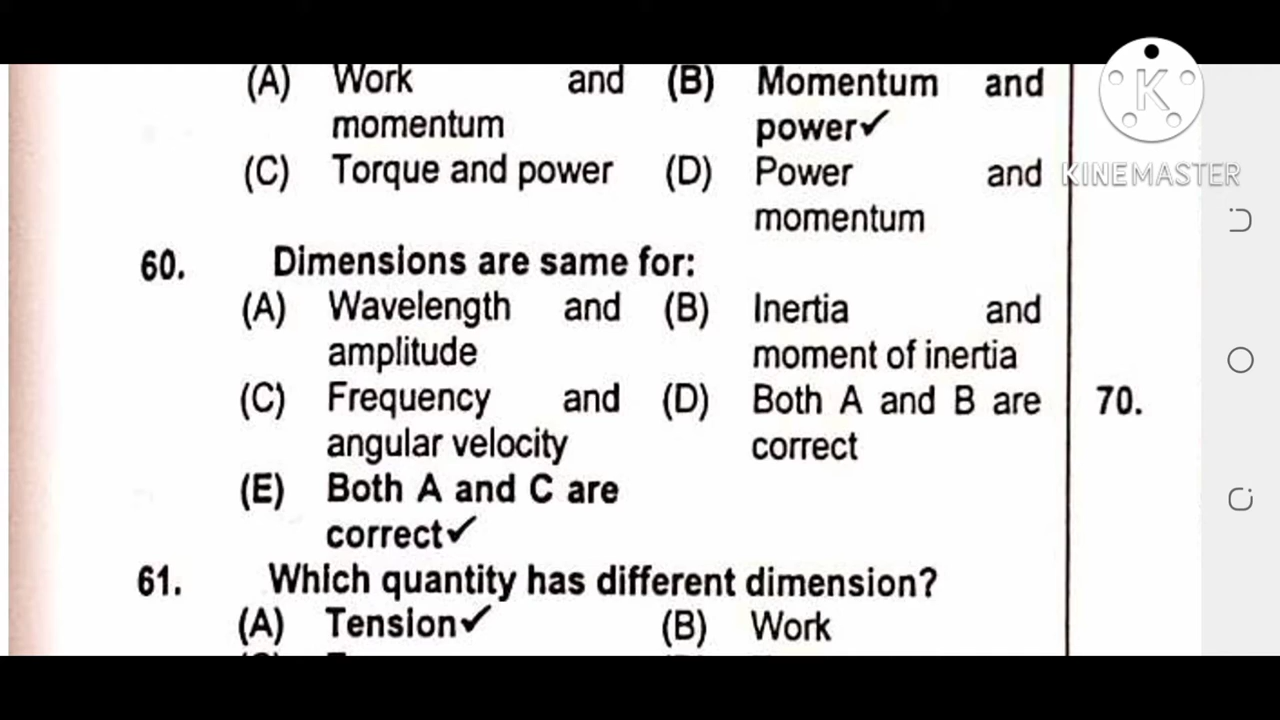 (A) Work and (B) Momentum and
momentum power✓
(C) Torque and power (D) Power and
momentum
60. Dimensions are same for:
(A) Wavelength and (B) Inertia and
amplitude moment of inertia
(C) Frequency and (D) Both A and B are
angular velocity correct
(E) Both A and C are
correct✓
61. Which quantity has different dimension?
(A) Tension✓ (B) Work
70.
K
KINEMASTER